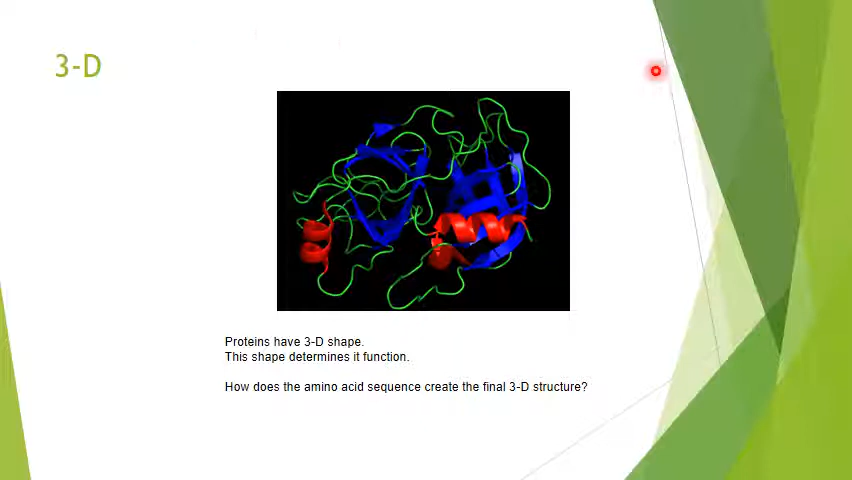 3-D
Proteins have 3-D shape.
This shape determines it function.
How does the amino acid sequence create the final 3-D structure?